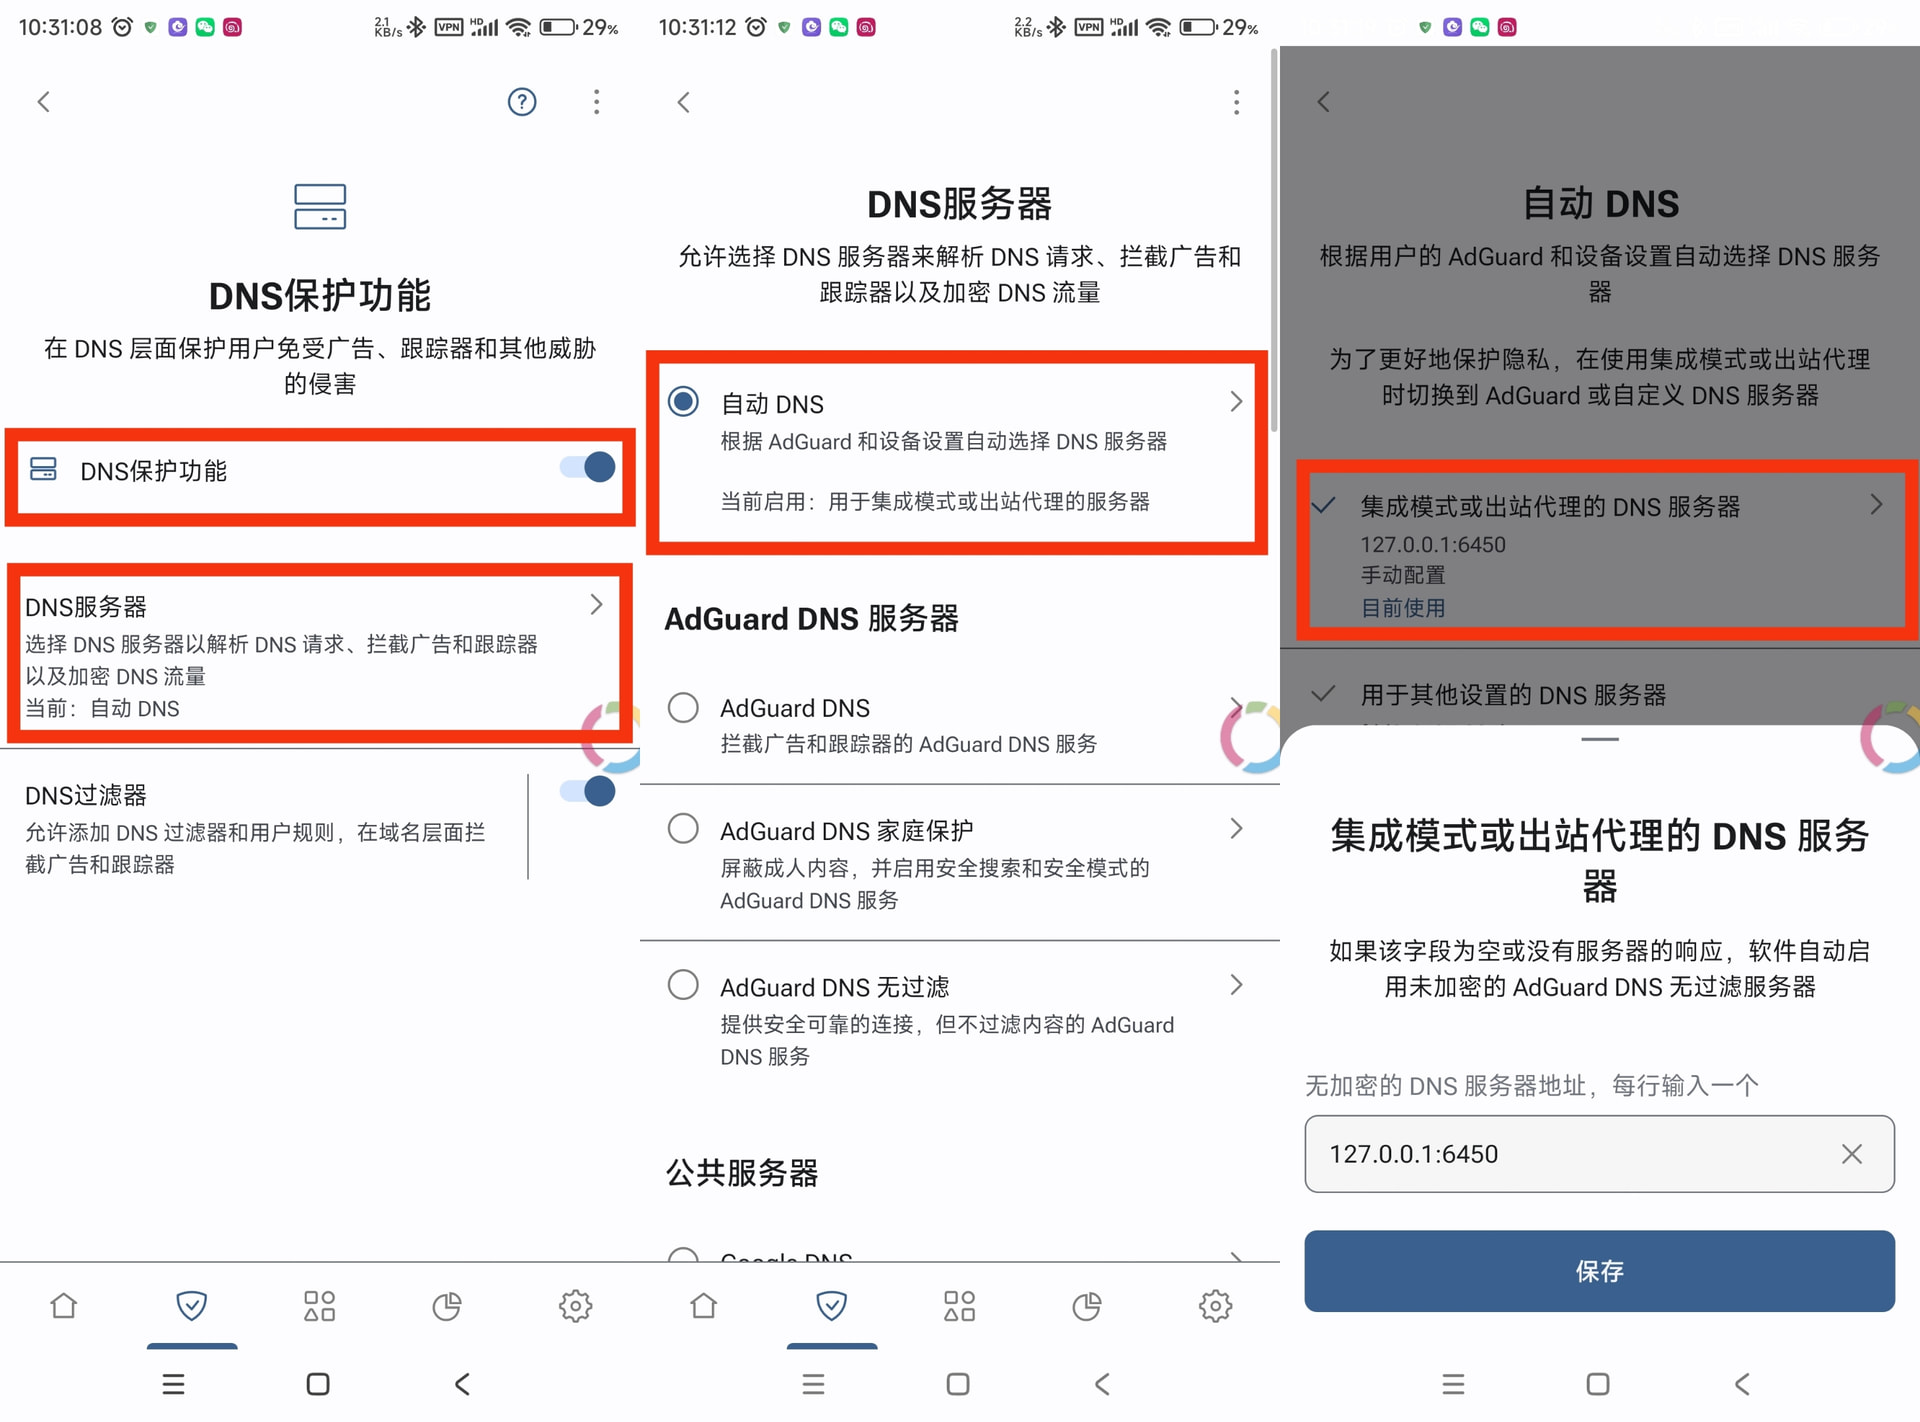 10:31:08
2.1
KB/s
VPN
HD
29%
DNS保护功能
在 DNS 层面保护用户免受广告、跟踪器和其他威胁
的侵害
DNS保护功能
DNS服务器
选择 DNS 服务器以解析 DNS 请求、拦截广告和跟踪器
以及加密 DNS 流量
当前：自动 DNS
DNS过滤器
允许添加 DNS 过滤器和用户规则，在域名层面拦
截广告和跟踪器
10:31:12
2.2
KB/s
VPN
HD
29%
DNS服务器
允许选择 DNS 服务器来解析 DNS 请求、拦截广告和
跟踪器以及加密 DNS 流量
自动 DNS
根据 AdGuard 和设备设置自动选择 DNS 服务器
当前启用：用于集成模式或出站代理的服务器
AdGuard DNS 服务器
AdGuard DNS
拦截广告和跟踪器的 AdGuard DNS 服务
AdGuard DNS 家庭保护
屏蔽成人内容，并启用安全搜索和安全模式的
AdGuard DNS 服务
AdGuard DNS 无过滤
提供安全可靠的连接，但不过滤内容的 AdGuard
DNS 服务
公共服务器
Google DNS
自动 DNS
根据用户的 AdGuard 和设备设置自动选择 DNS 服务
器
为了更好地保护隐私，在使用集成模式或出站代理
时切换到 AdGuard 或自定义 DNS 服务器
集成模式或出站代理的 DNS 服务器
127.0.0.1:6450
手动配置
目前使用
用于其他设置的 DNS 服务器
集成模式或出站代理的 DNS 服务
器
如果该字段为空或没有服务器的响应，软件自动启
用未加密的 AdGuard DNS 无过滤服务器
无加密的 DNS 服务器地址，每行输入一个
127.0.0.1:6450
保存